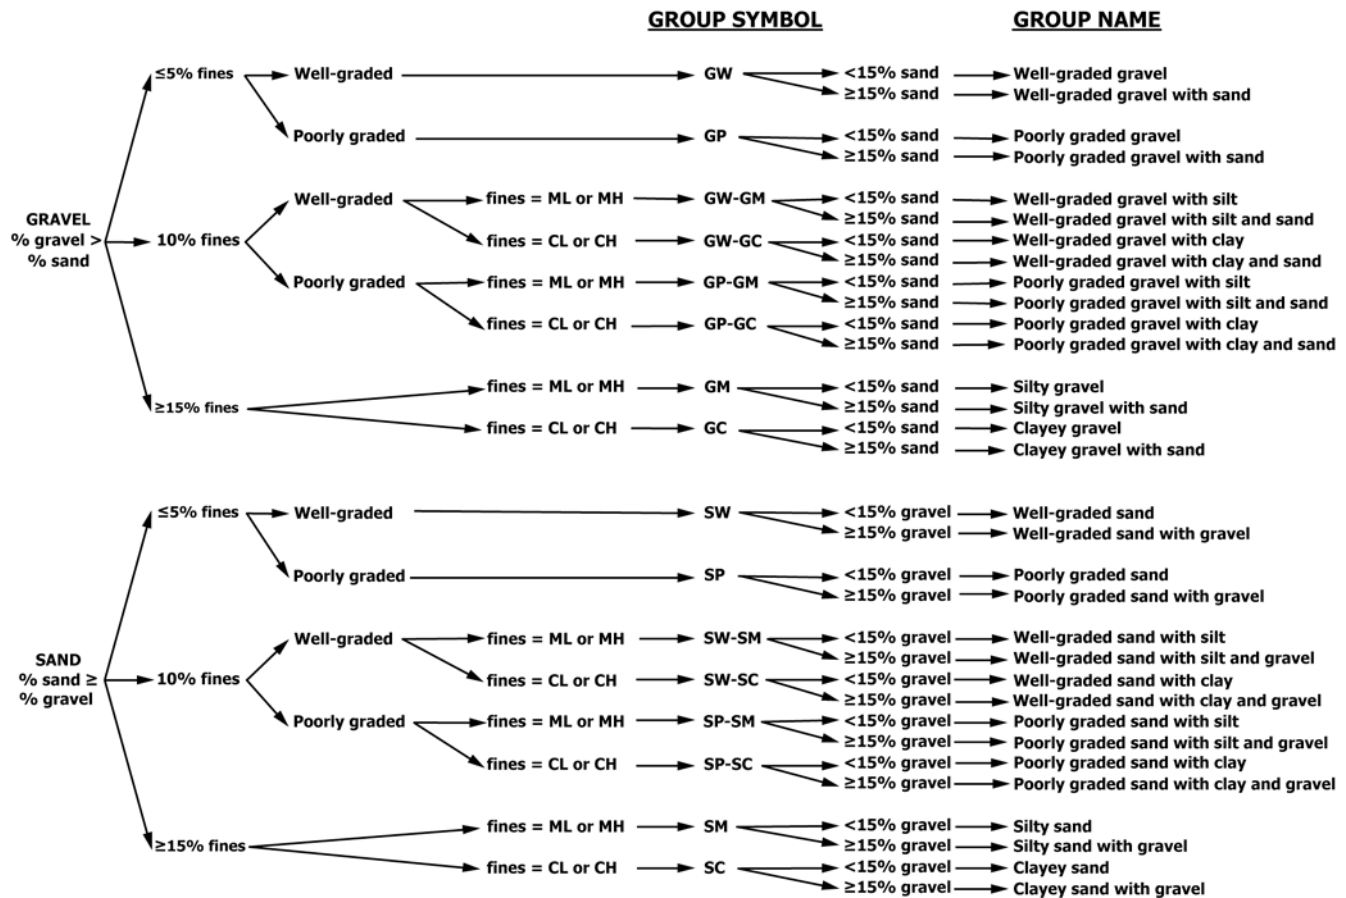 GROUP SYMBOL GROUP NAME
≤5% fines Well-graded GW <15% sand Well-graded gravel
≥15% sand Well-graded gravel with sand
Poorly graded GP <15% sand Poorly graded gravel
≥15% sand Poorly graded gravel with sand
GRAVEL
% gravel >
% sand
10% fines Well-graded fines = ML or MH GW-GM <15% sand Well-graded gravel with silt
≥15% sand Well-graded gravel with silt and sand
fines = CL or CH GW-GC <15% sand Well-graded gravel with clay
≥15% sand Well-graded gravel with clay and sand
Poorly graded fines = ML or MH GP-GM <15% sand Poorly graded gravel with silt
≥15% sand Poorly graded gravel with silt and sand
fines = CL or CH GP-GC <15% sand Poorly graded gravel with clay
≥15% sand Poorly graded gravel with clay and sand
≥15% fines fines = ML or MH GM <15% sand Silty gravel
≥15% sand Silty gravel with sand
fines = CL or CH GC <15% sand Clayey gravel
≥15% sand Clayey gravel with sand
≤5% fines Well-graded SW <15% gravel Well-graded sand
≥15% gravel Well-graded sand with gravel
Poorly graded SP <15% gravel Poorly graded sand
≥15% gravel Poorly graded sand with gravel
SAND
% sand ≥
% gravel
10% fines Well-graded fines = ML or MH SW-SM <15% gravel Well-graded sand with silt
≥15% gravel Well-graded sand with silt and gravel
fines = CL or CH SW-SC <15% gravel Well-graded sand with clay
≥15% gravel Well-graded sand with clay and gravel
Poorly graded fines = ML or MH SP-SM <15% gravel Poorly graded sand with silt
≥15% gravel Poorly graded sand with silt and gravel
fines = CL or CH SP-SC <15% gravel Poorly graded sand with clay
≥15% gravel Poorly graded sand with clay and gravel
≥15% fines fines = ML or MH SM <15% gravel Silty sand
≥15% gravel Silty sand with gravel
fines = CL or CH SC <15% gravel Clayey sand
≥15% gravel Clayey sand with gravel